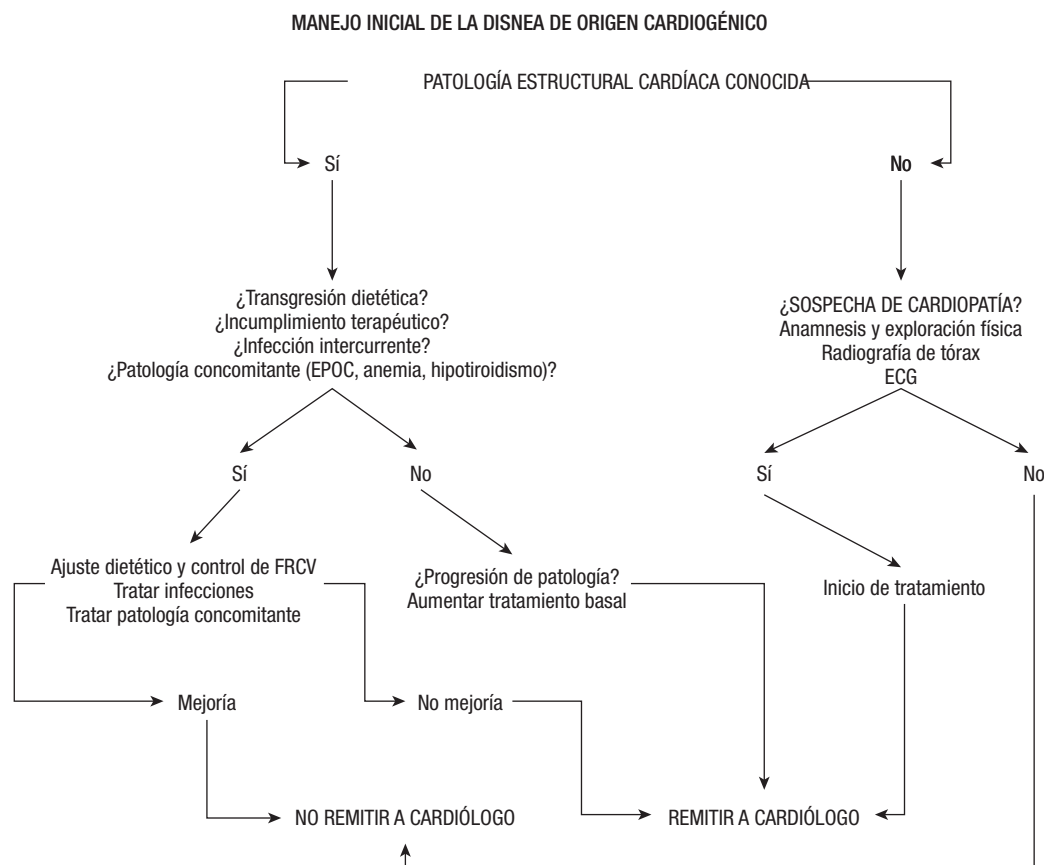 MANEJO INICIAL DE LA DISNEA DE ORIGEN CARDIOGÉNICO
PATOLOGÍA ESTRUCTURAL CARDÍACA CONOCIDA
Sí
No
¿Transgresión dietética?
¿Incumplimiento terapéutico?
¿Infección intercurrente?
¿Patología concomitante (EPOC, anemia, hipotiroidismo)?
¿SOSPECHA DE CARDIOPATÍA?
Anamnesis y exploración física
Radiografía de tórax
ECG
Sí
No
Sí
No
Ajuste dietético y control de FRCV
Tratar infecciones
Tratar patología concomitante
¿Progresión de patología?
Aumentar tratamiento basal
Inicio de tratamiento
Mejoría
No mejoría
NO REMITIR A CARDIÓLOGO
REMITIR A CARDIÓLOGO